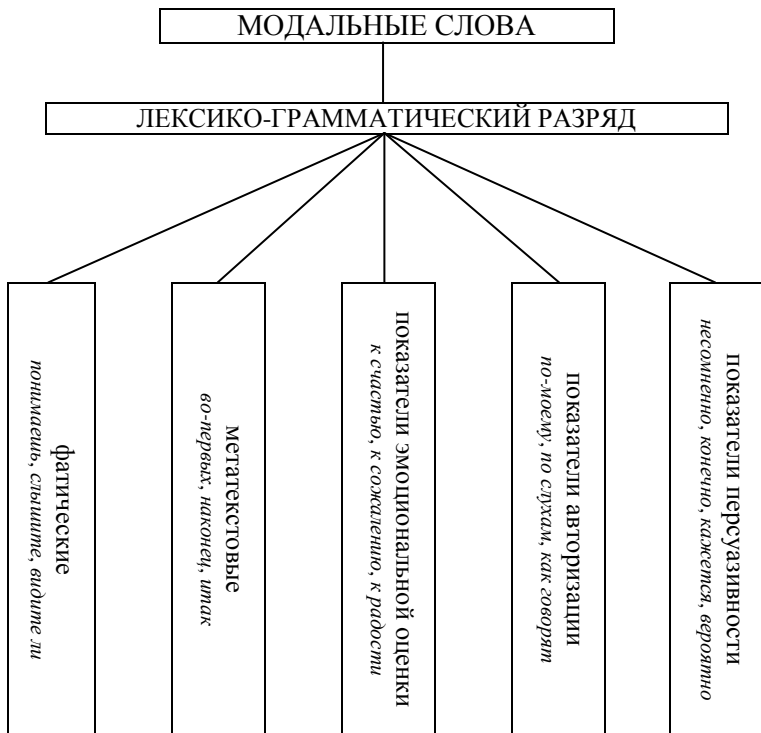 МОДАЛЬНЫЕ СЛОВА
ЛЕКСИКО-ГРАММАТИЧЕСКИЙ РАЗРЯД
фатические
понимаешь, слышите, видите ли
метатекстовые
во-первых, наконец, итак
показатели эмоциональной оценки
к счастью, к сожалению, к радости
показатели авторизации
по-моему, по слухам, как говорят
показатели персуазивности
несомненно, конечно, кажется, вероятно